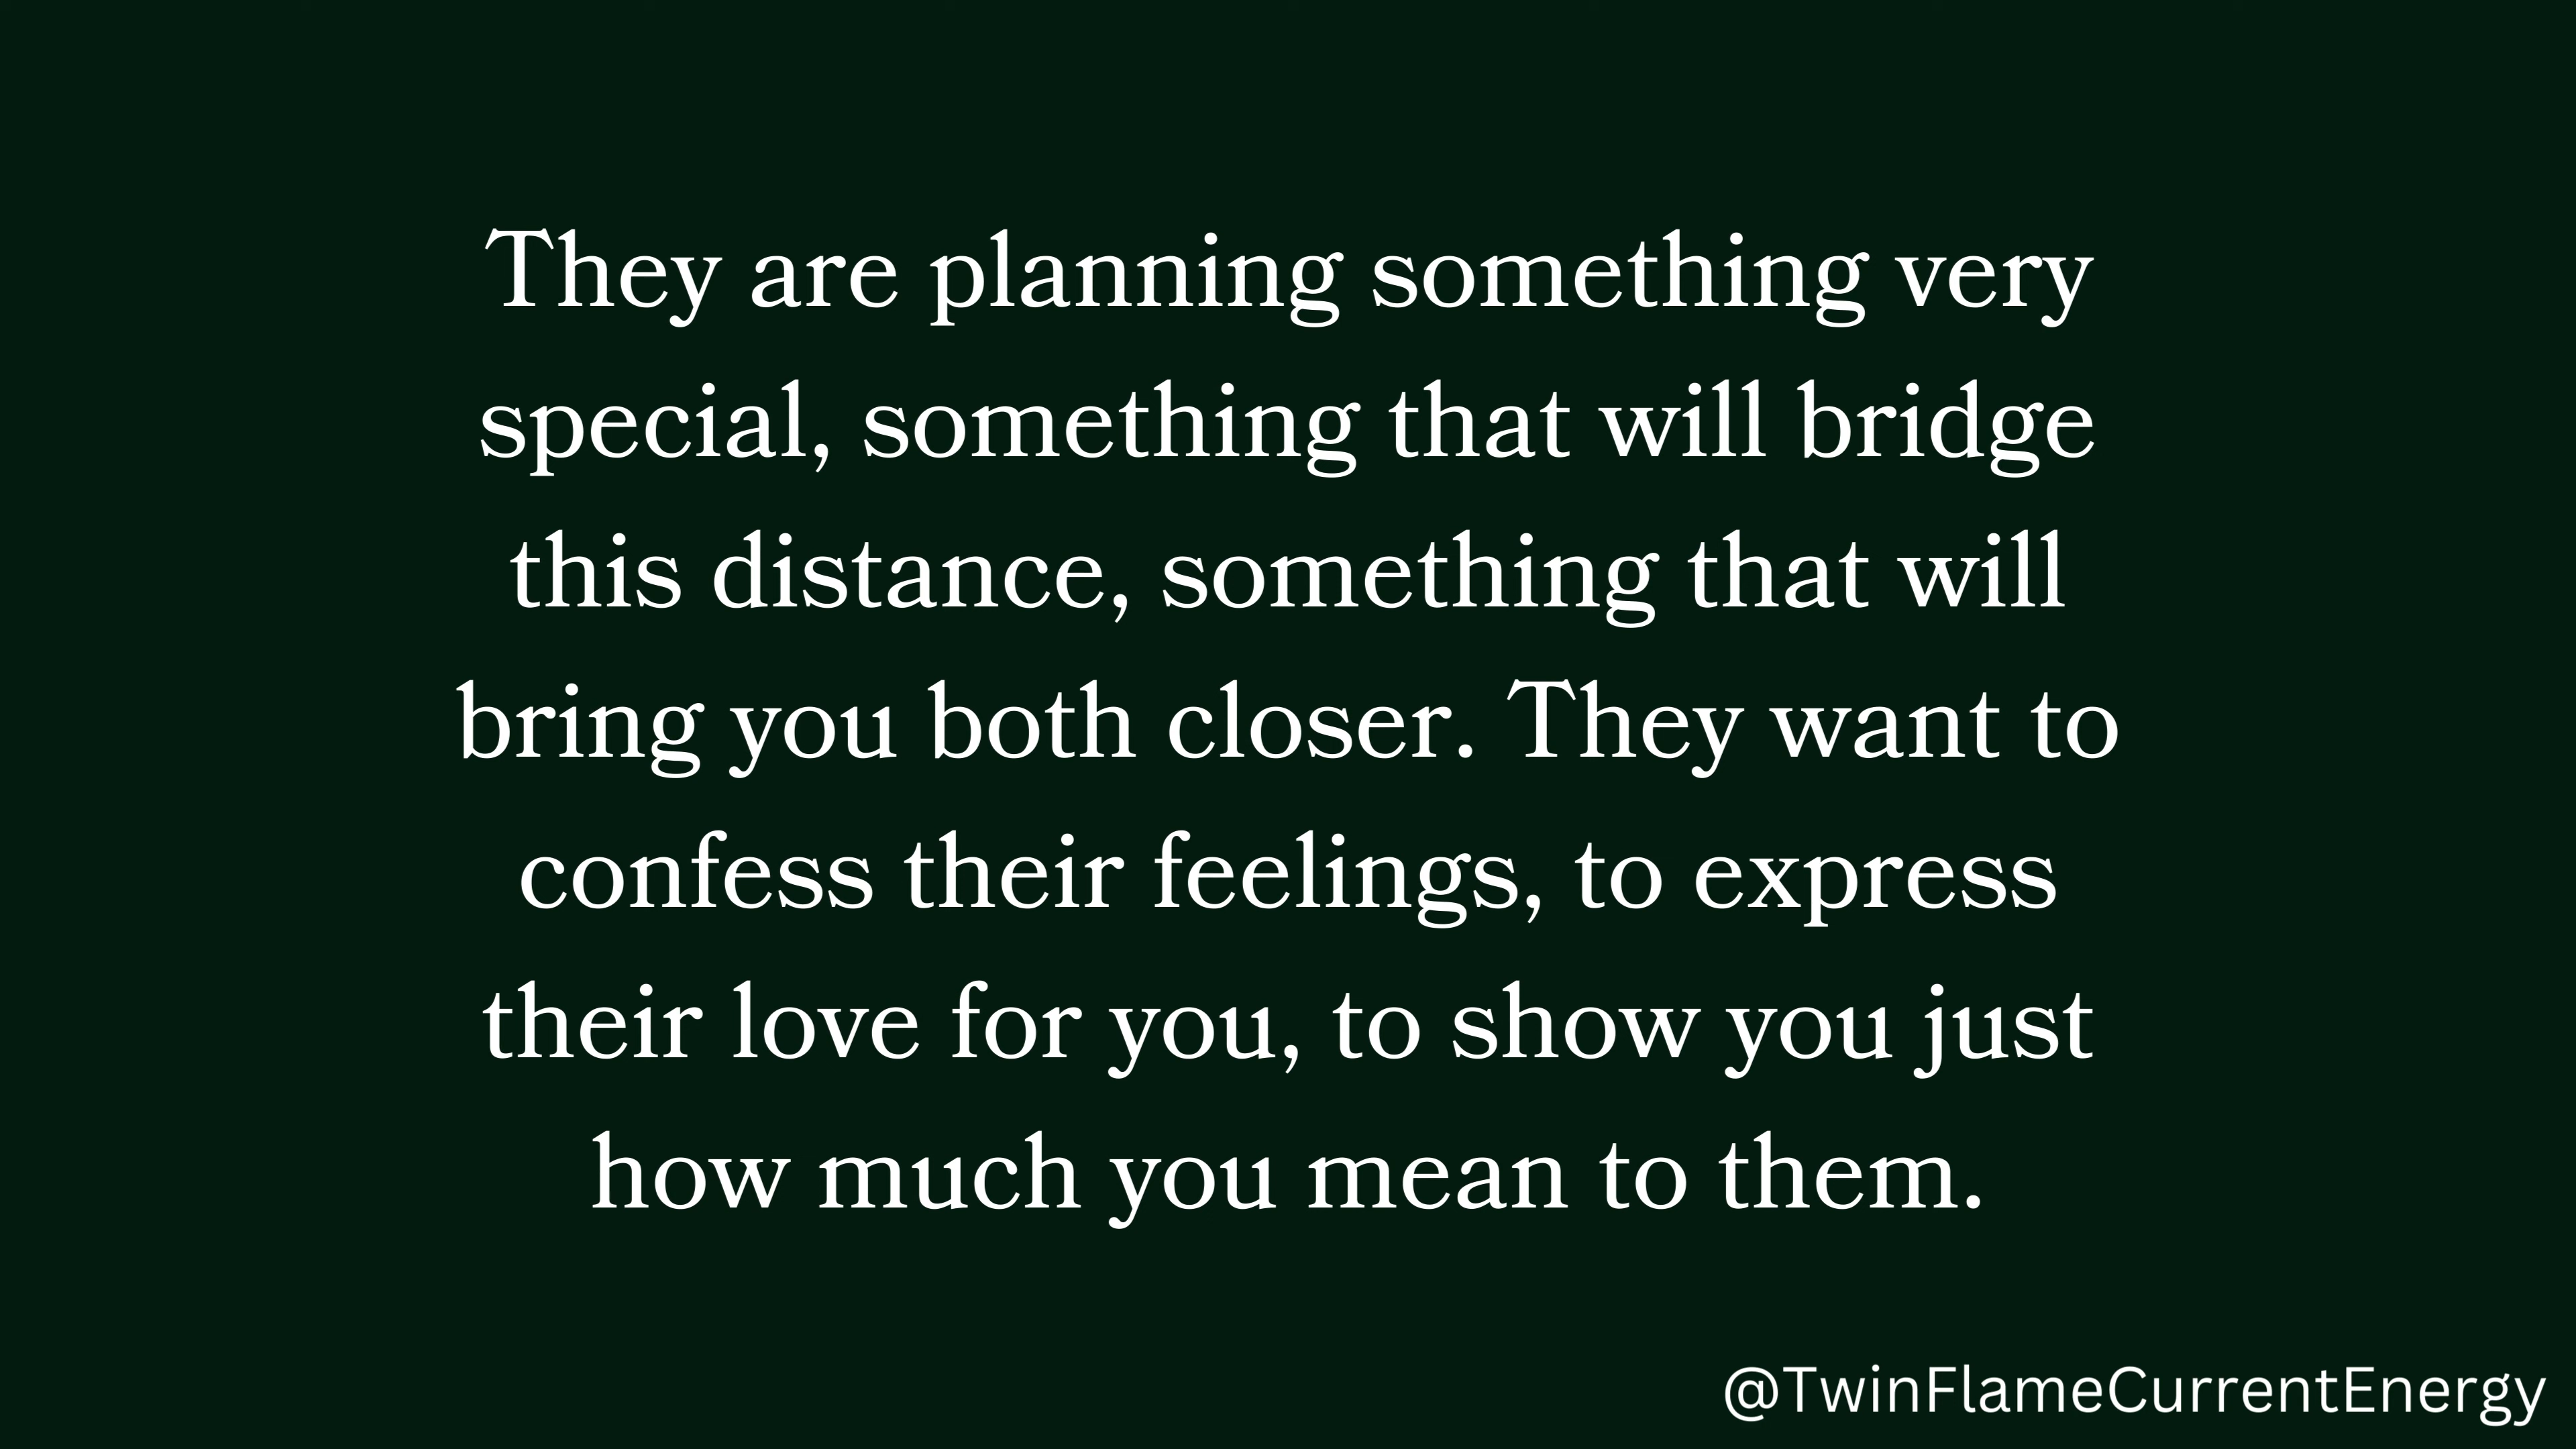 They are planning something very
special, something that will bridge
this distance, something that will
bring you both closer. They want to
confess their feelings, to express
their love for you, to show you just
how much you mean to them.
@TwinFlameCurrentEnergy